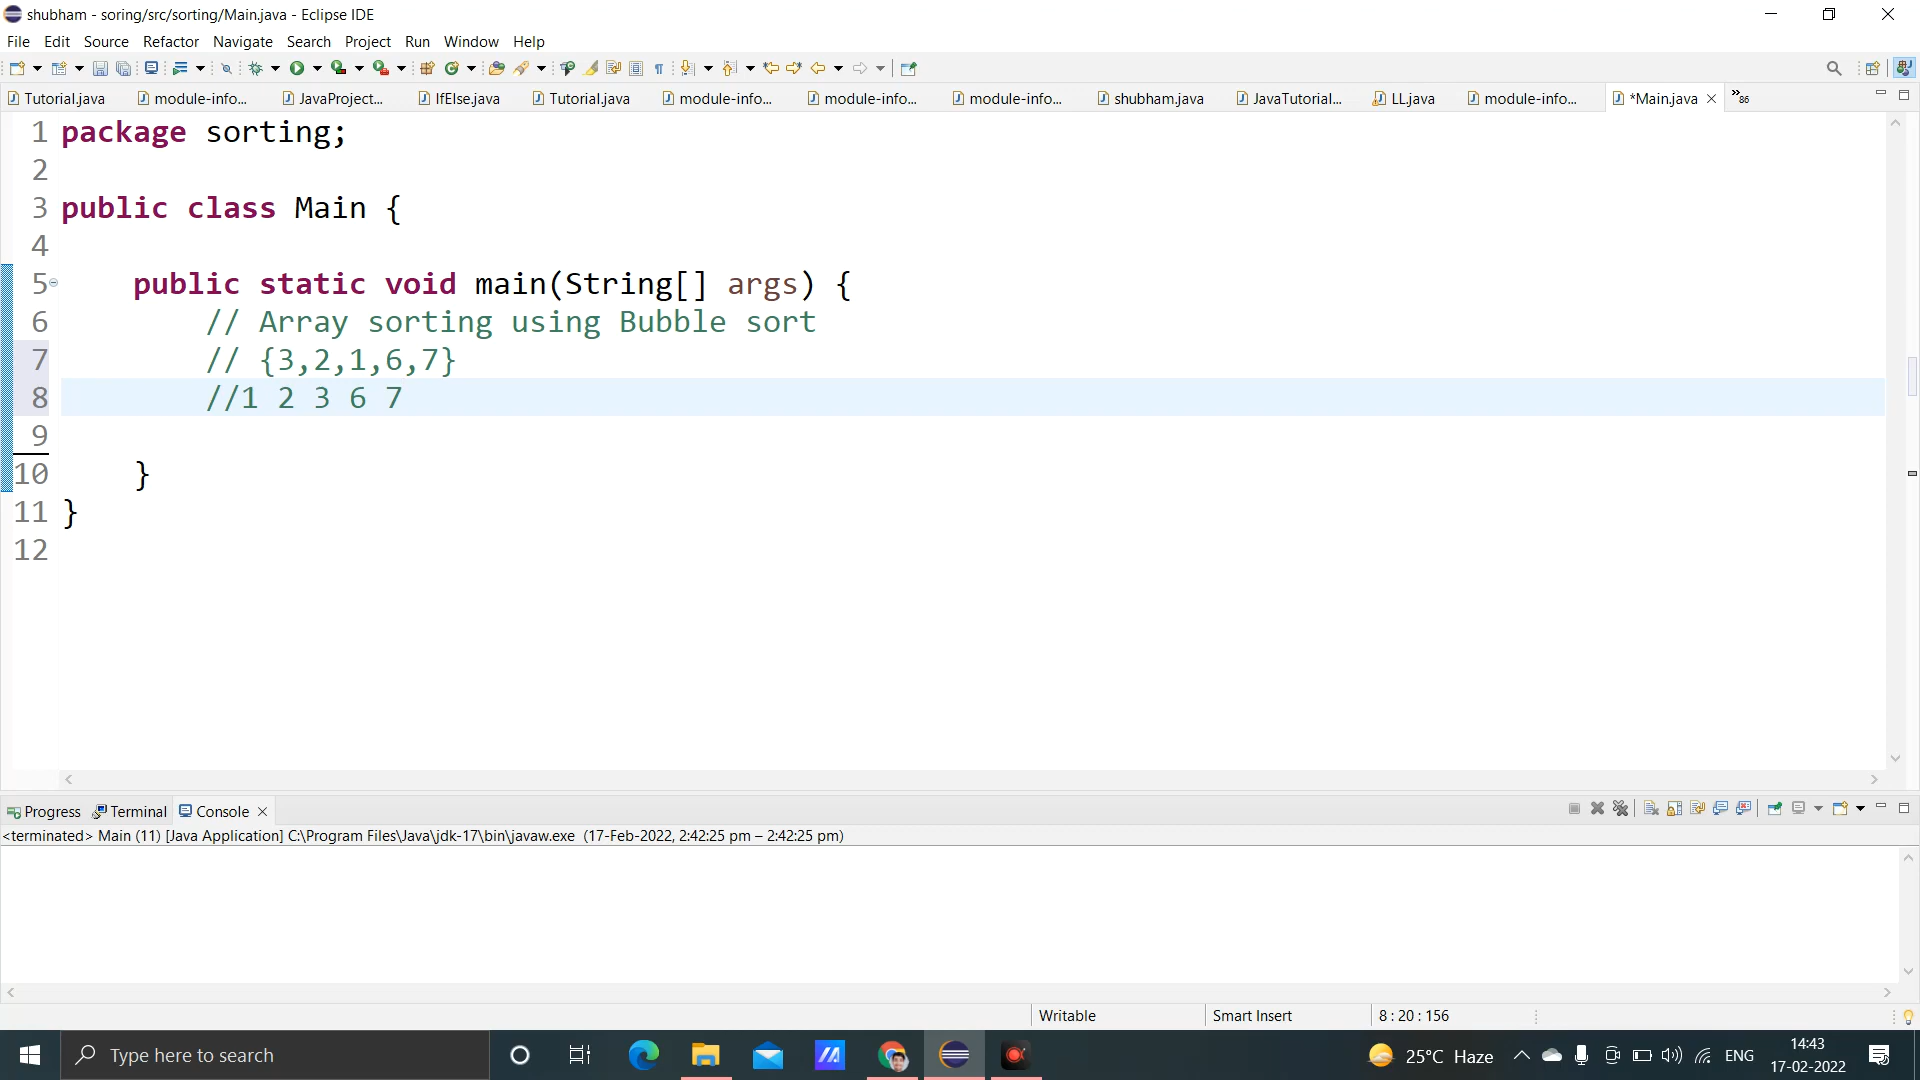 shubham - soring/src/sorting/Main.java - Eclipse IDE
File Edit Source Refactor Navigate Search Project Run Window Help
Tutorial.java module-info... JavaProject... IfElse.java Tutorial.java module-info... module-info... module-info... shubham.java JavaTutorial... LL.java module-info... *Main.java »86
1 package sorting;
2
3 public class Main {
4
5 public static void main(String[] args) {
6 // Array sorting using Bubble sort
7 // {3,2,1,6,7}
8 //1 2 3 6 7
9
10 }
11 }
12
Progress Terminal Console
<terminated> Main (11) [Java Application] C:\Program Files\Java\jdk-17\bin\javaw.exe (17-Feb-2022, 2:42:25 pm – 2:42:25 pm)
Writable Smart Insert 8 : 20 : 156
Type here to search 25°C Haze ENG 14:43
17-02-2022